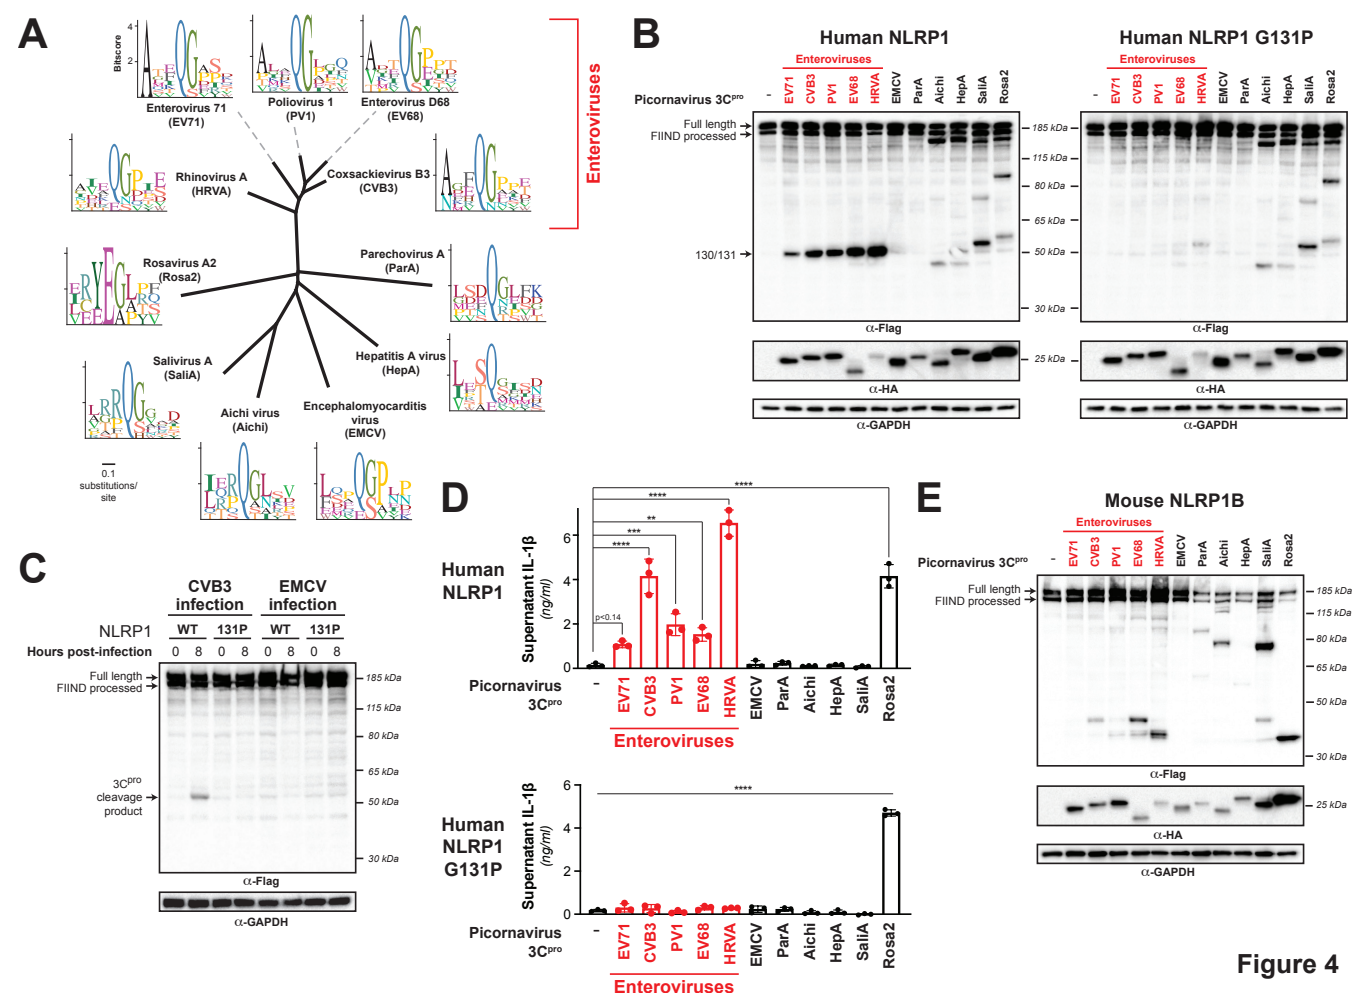 A
4
2
Bitscore
Enterovirus 71
(EV71)
Poliovirus 1
(PV1)
Enterovirus D68
(EV68)
Enteroviruses
Rhinovirus A
(HRVA)
Coxsackievirus B3
(CVB3)
Rosavirus A2
(Rosa2)
Parechovirus A
(ParA)
Salivirus A
(SaliA)
Hepatitis A virus
(HepA)
Aichi virus
(Aichi)
Encephalomyocarditis
virus
(EMCV)
0.1
substitutions/
site
B
Human NLRP1
Enteroviruses
Picornavirus 3Cpro
– EV71 CVB3 PV1 EV68 HRVA EMCV ParA Aichi HepA SaliA Rosa2
Full length
FIIND processed
130/131
α-Flag
α-HA
α-GAPDH
Human NLRP1 G131P
Enteroviruses
– EV71 CVB3 PV1 EV68 HRVA EMCV ParA Aichi HepA SaliA Rosa2
185 kDa
115 kDa
80 kDa
65 kDa
50 kDa
30 kDa
25 kDa
α-Flag
α-HA
α-GAPDH
C
CVB3
infection
EMCV
infection
NLRP1 WT 131P WT 131P
Hours post-infection 0 8 0 8 0 8 0 8
Full length
FIIND processed
3Cpro
cleavage
product
185 kDa
115 kDa
80 kDa
65 kDa
50 kDa
30 kDa
α-Flag
α-GAPDH
D
Human
NLRP1
Supernatant IL-1β
(ng/ml)
6
4
2
0
p<0.14
****
***
**
****
****
Picornavirus
3Cpro
– EV71 CVB3 PV1 EV68 HRVA EMCV ParA Aichi HepA SaliA Rosa2
Enteroviruses
Human
NLRP1
G131P
Supernatant IL-1β
(ng/ml)
6
4
2
0
****
Picornavirus
3Cpro
– EV71 CVB3 PV1 EV68 HRVA EMCV ParA Aichi HepA SaliA Rosa2
Enteroviruses
E
Mouse NLRP1B
Enteroviruses
Picornavirus 3Cpro
– EV71 CVB3 PV1 EV68 HRVA EMCV ParA Aichi HepA SaliA Rosa2
Full length
FIIND processed
185 kDa
115 kDa
80 kDa
65 kDa
50 kDa
30 kDa
25 kDa
α-Flag
α-HA
α-GAPDH
Figure 4